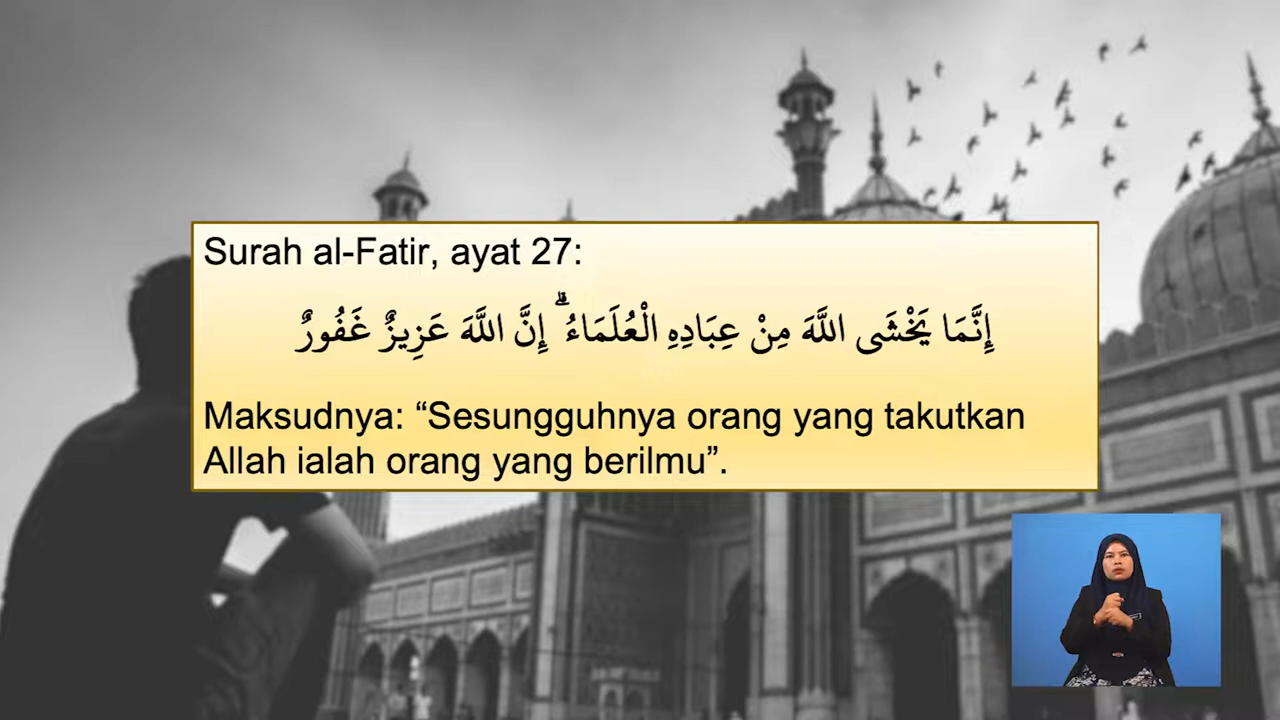 Surah al-Fatir, ayat 27:
إِنَّمَا يَخْشَى اللَّهَ مِنْ عِبَادِهِ الْعُلَمَاءُ ۗ إِنَّ اللَّهَ عَزِيزٌ غَفُورٌ
Maksudnya: “Sesungguhnya orang yang takutkan
Allah ialah orang yang berilmu”.